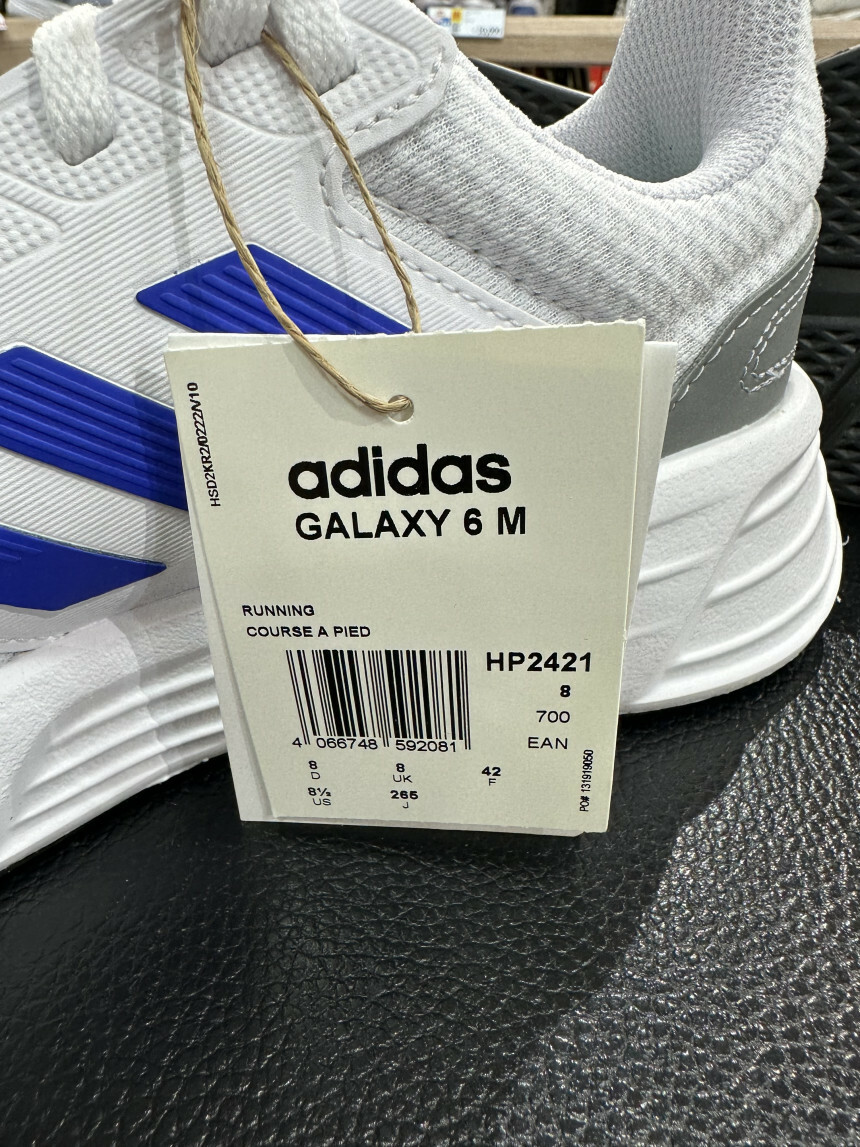 HSD2KR2/0222/V10
adidas
GALAXY 6 M
RUNNING
COURSE A PIED
HP2421
8
700
EAN
4 066748 592081
8 8 42
D UK F
8½ 265
US J
PO# 131919050